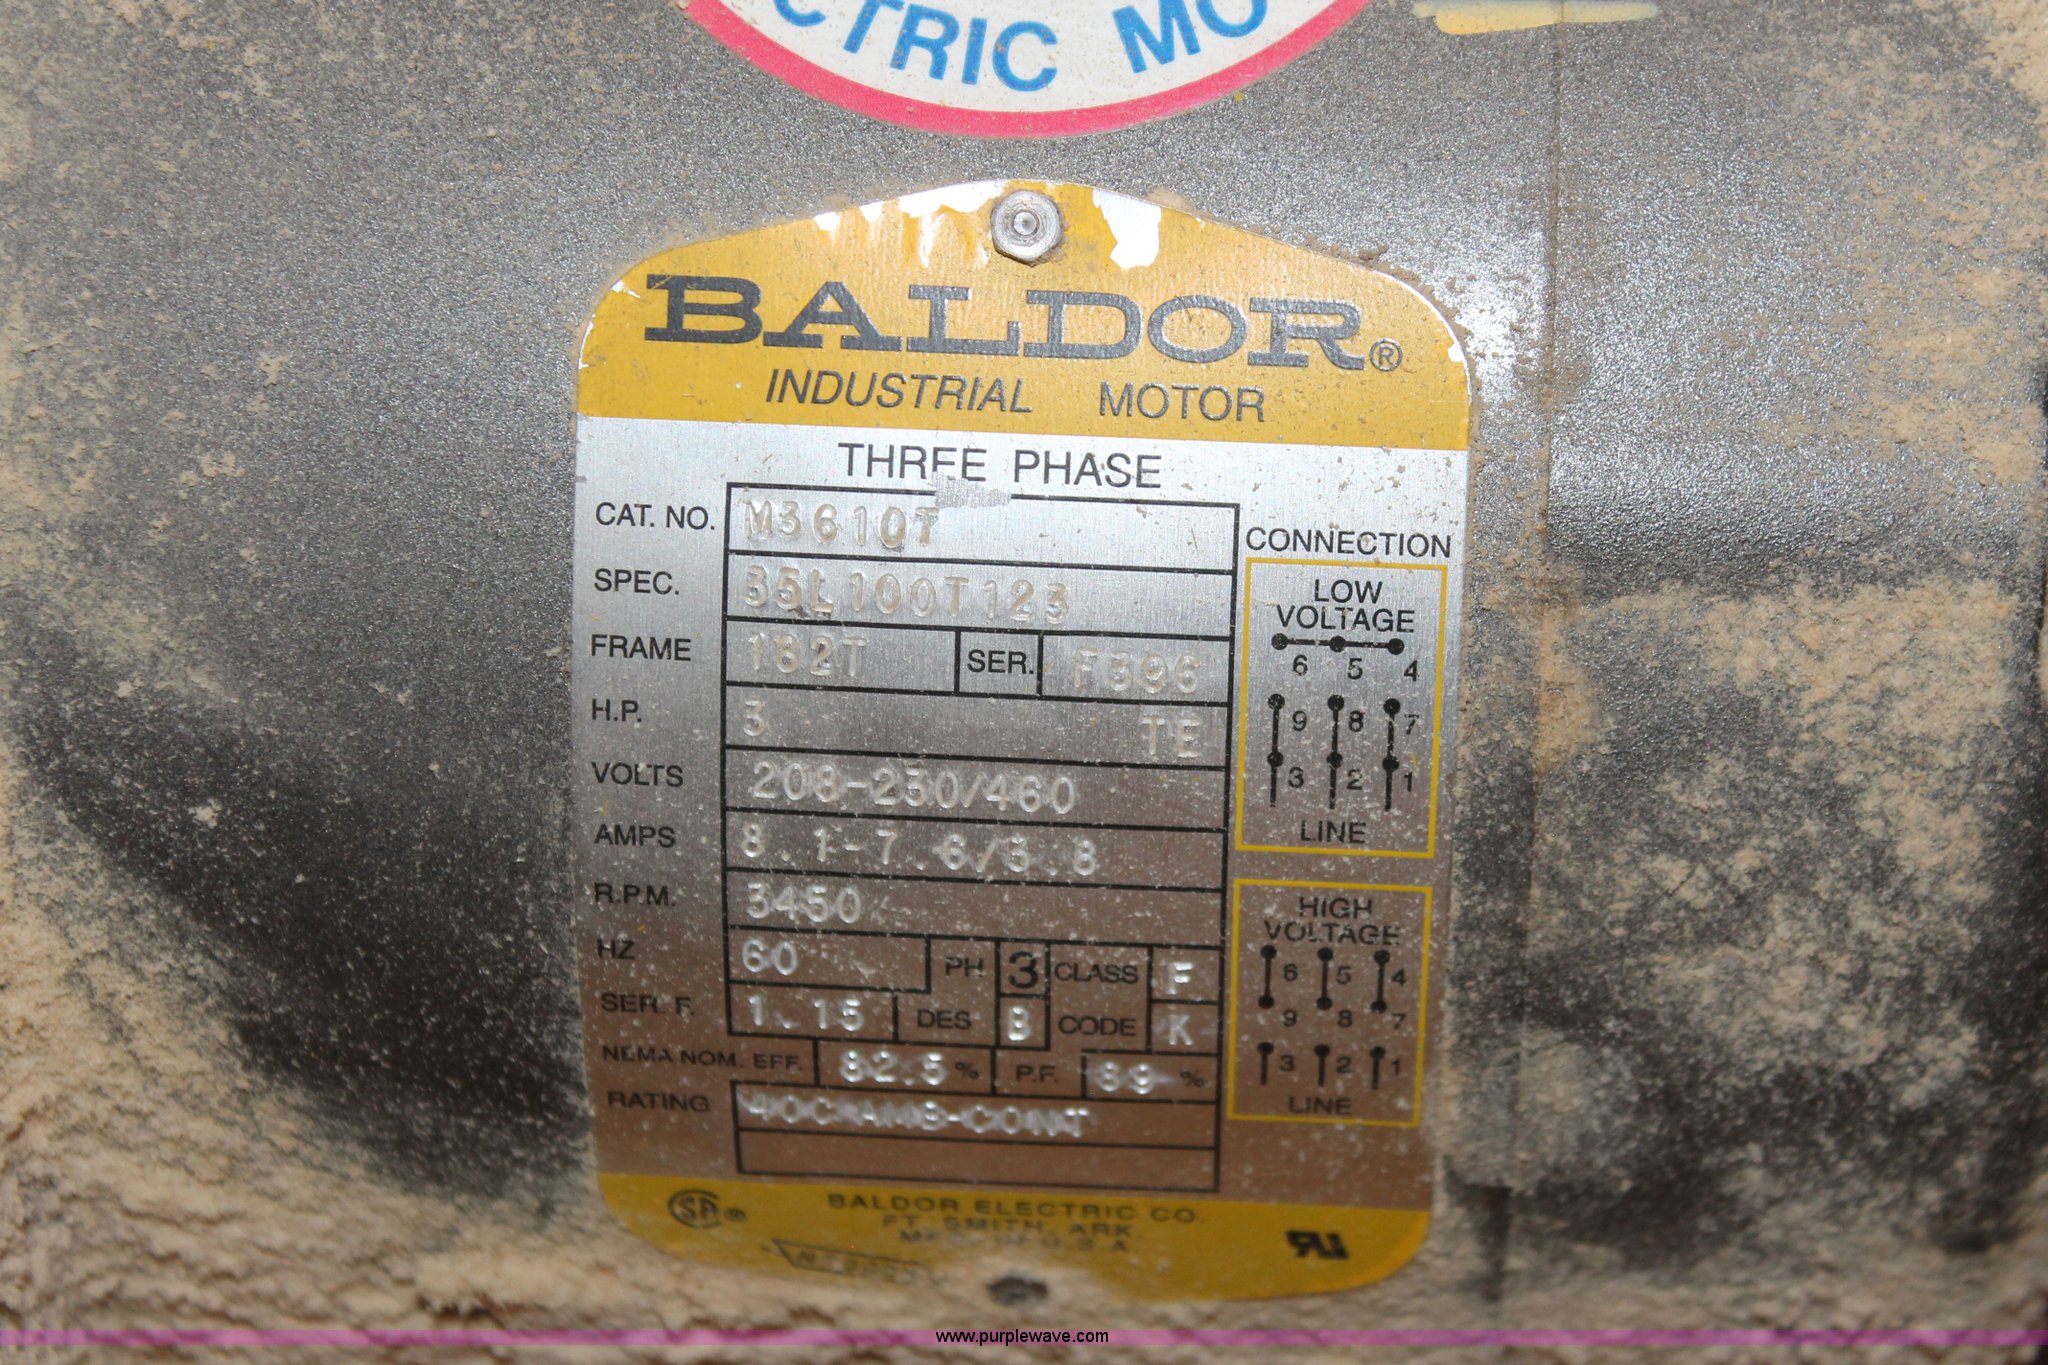 CTRIC MO
BALDOR®
INDUSTRIAL MOTOR
THREE PHASE
CAT. NO. M3610T
SPEC. 35L100T123
FRAME 182T SER. F396
H.P. 3 TE
VOLTS 208-230/460
AMPS 8.1-7.6/3.8
R.P.M. 3450
HZ 60 PH 3 CLASS F
SER. F. 1.15 DES B CODE K
NEMA NOM. EFF. 82.5 % P.F. 89 %
RATING 40C AMB-CONT
CONNECTION
LOW
VOLTAGE
6 5 4
9 8 7
3 2 1
LINE
HIGH
VOLTAGE
6 5 4
9 8 7
3 2 1
LINE
BALDOR ELECTRIC CO.
FT. SMITH, ARK.
U.S.A.
www.purplewave.com